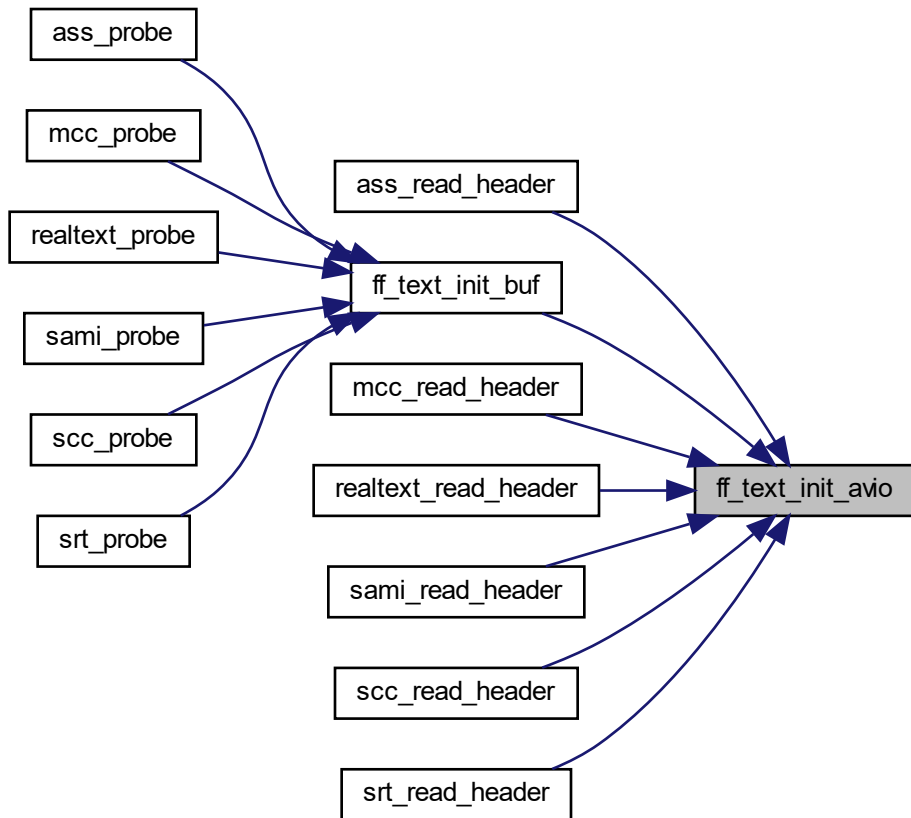 ass_probe
mcc_probe
ass_read_header
realtext_probe
ff_text_init_buf
sami_probe
mcc_read_header
scc_probe
realtext_read_header
ff_text_init_avio
srt_probe
sami_read_header
scc_read_header
srt_read_header